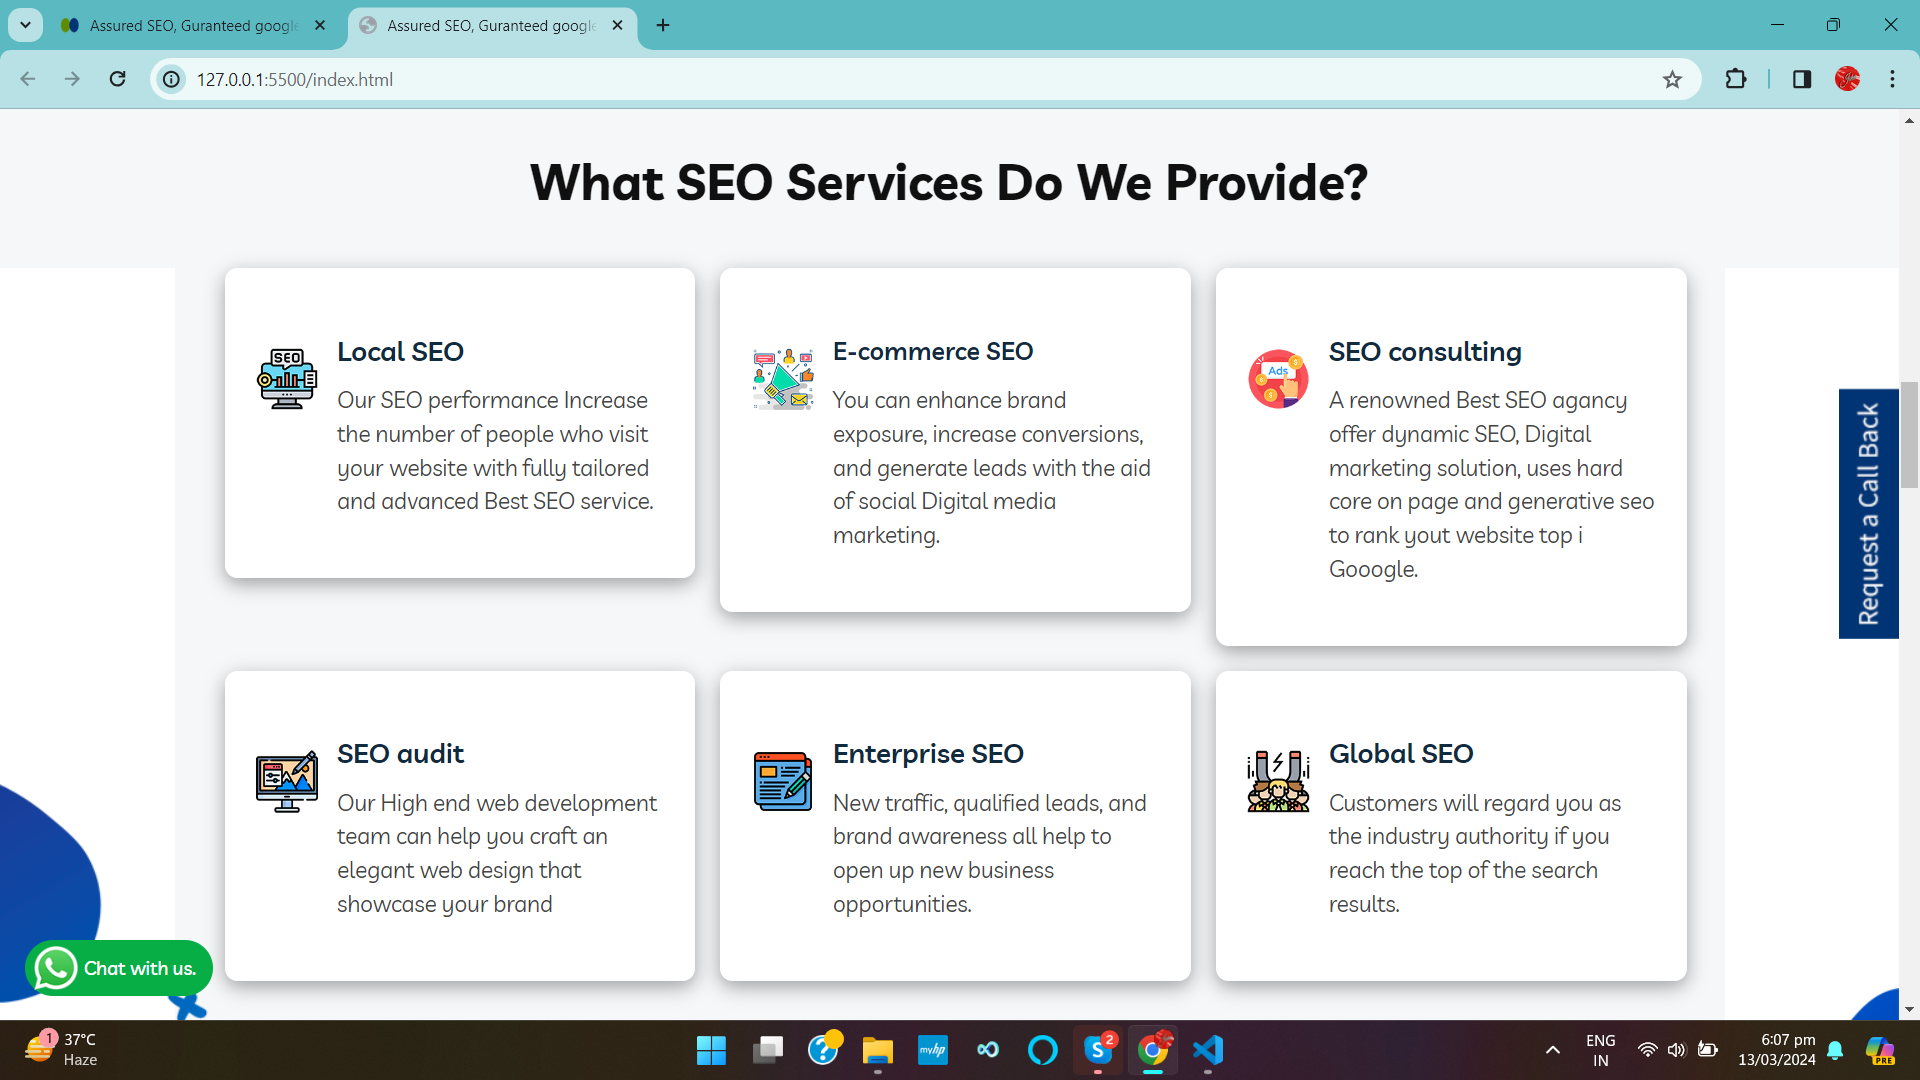 Assured SEO, Guranteed google
Assured SEO, Guranteed google
127.0.0.1:5500/index.html
What SEO Services Do We Provide?
SEO
Local SEO
Our SEO performance Increase
the number of people who visit
your website with fully tailored
and advanced Best SEO service.
E-commerce SEO
You can enhance brand
exposure, increase conversions,
and generate leads with the aid
of social Digital media
marketing.
Ads
SEO consulting
A renowned Best SEO agancy
offer dynamic SEO, Digital
marketing solution, uses hard
core on page and generative seo
to rank yout website top i
Gooogle.
Request a Call Back
SEO audit
Our High end web development
team can help you craft an
elegant web design that
showcase your brand
Enterprise SEO
New traffic, qualified leads, and
brand awareness all help to
open up new business
opportunities.
Global SEO
Customers will regard you as
the industry authority if you
reach the top of the search
results.
Chat with us.
1
37°C
Haze
?
myhp
S
2
ENG
IN
6:07 pm
13/03/2024
PRE